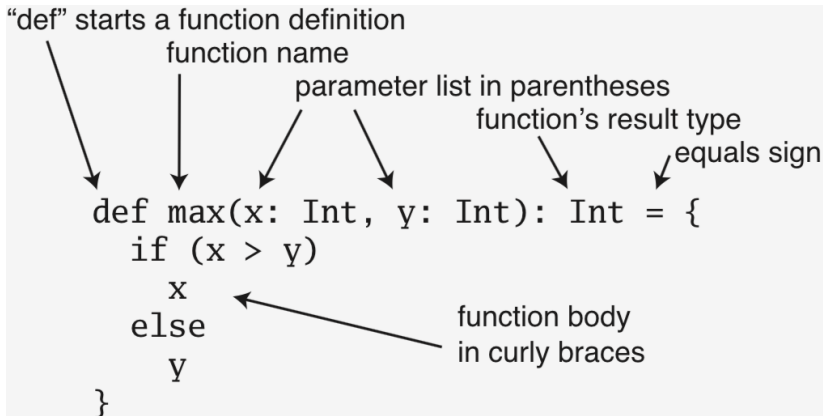 “def” starts a function definition
function name
parameter list in parentheses
function’s result type
equals sign
def max(x: Int, y: Int): Int = {
if (x > y)
x
else
y
}
function body
in curly braces